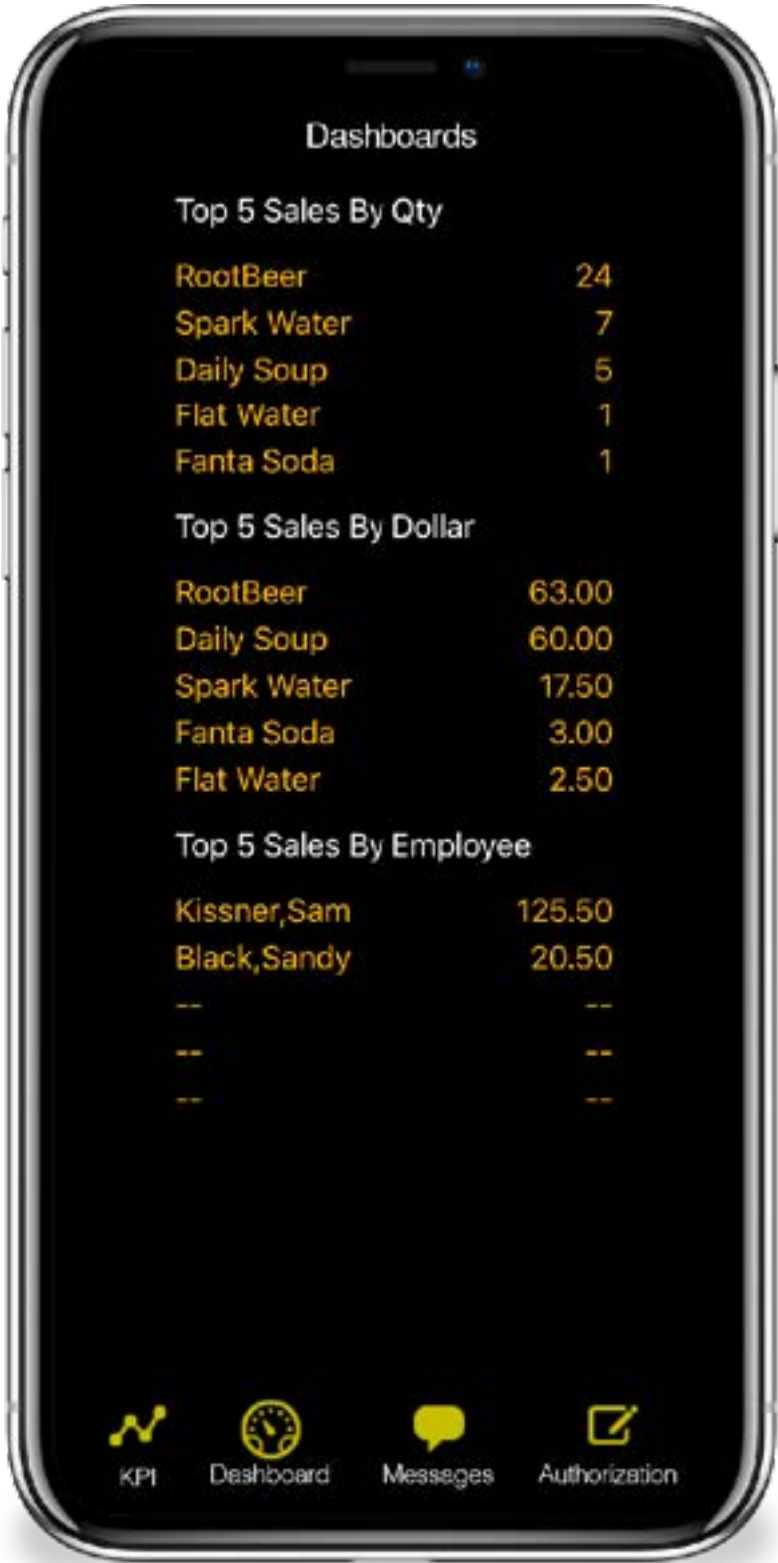 Dashboards
Top 5 Sales By Qty
RootBeer 24
Spark Water 7
Daily Soup 5
Flat Water 1
Fanta Soda 1
Top 5 Sales By Dollar
RootBeer 63.00
Daily Soup 60.00
Spark Water 17.50
Fanta Soda 3.00
Flat Water 2.50
Top 5 Sales By Employee
Kissner,Sam 125.50
Black,Sandy 20.50
-- --
-- --
-- --
KPI Dashboard Messages Authorization